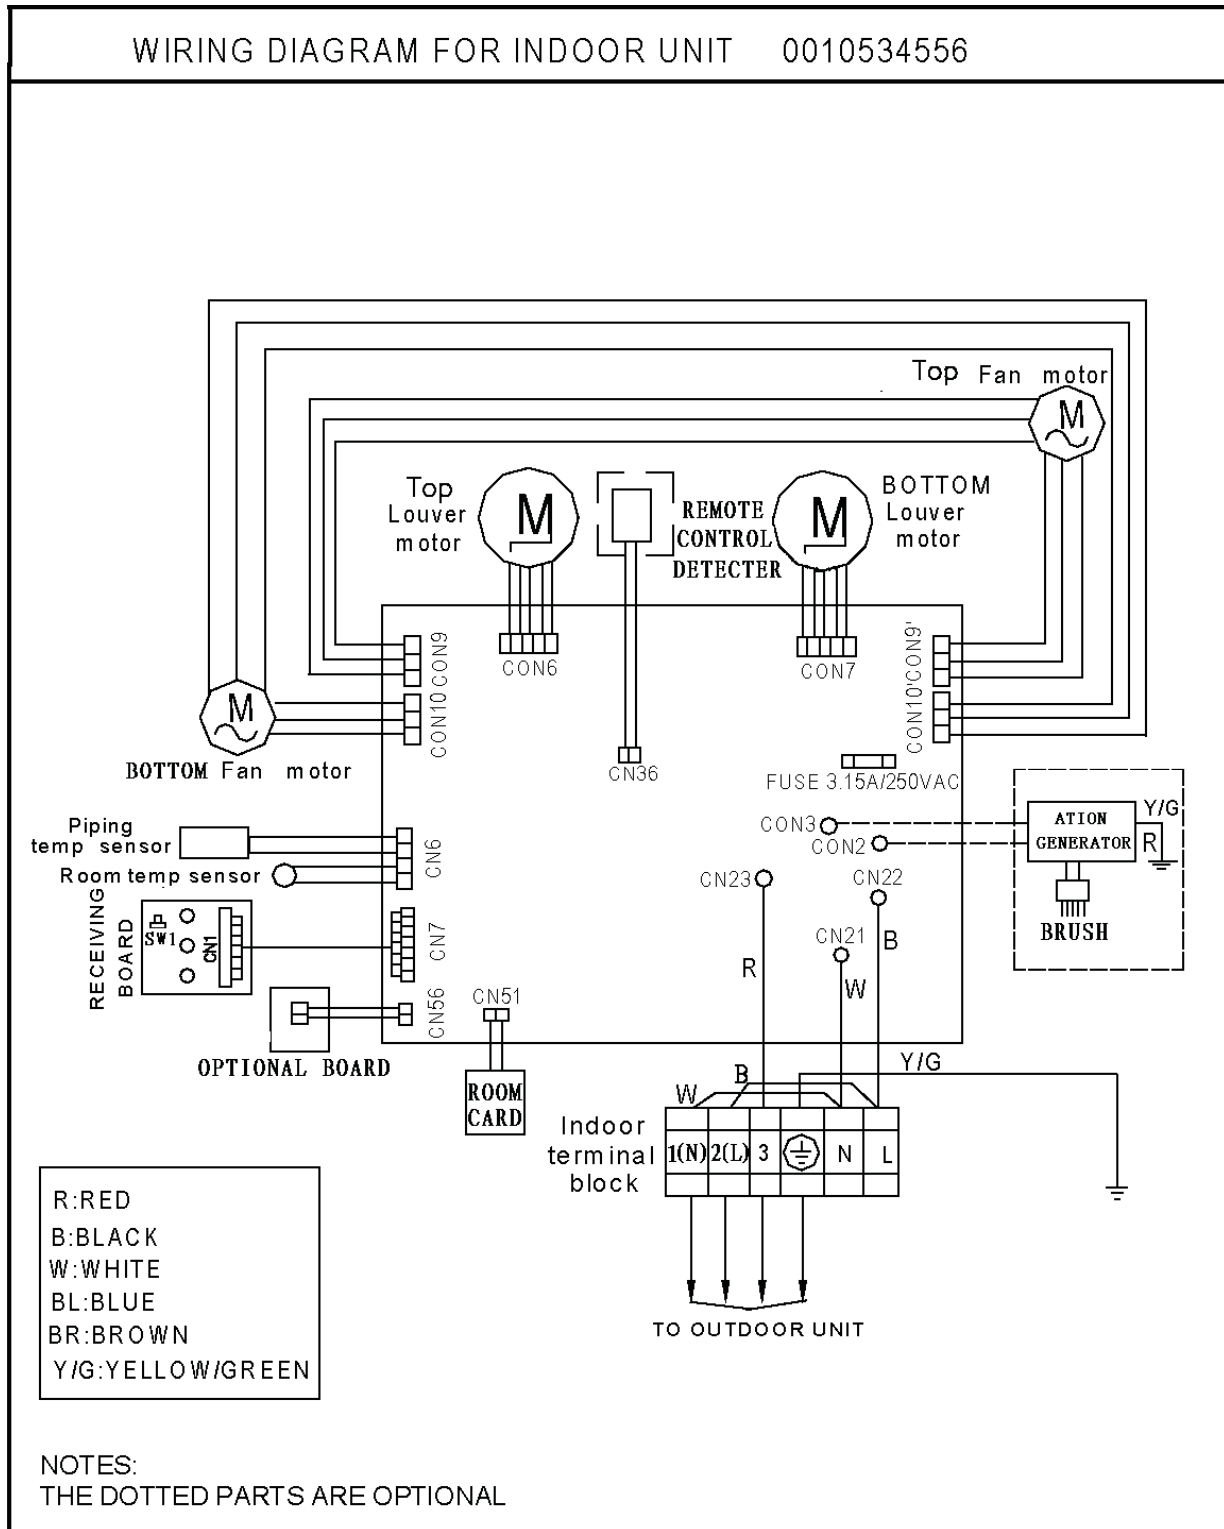 WIRING DIAGRAM FOR INDOOR UNIT 0010534556
Top Fan motor
M
Top
Louver
motor
M
REMOTE
CONTROL
DETECTER
M
BOTTOM
Louver
motor
CON9
CON6
CON7
CON9'
M
BOTTOM Fan motor
CON10
CON10'
CN36
FUSE 3.15A/250VAC
Piping
temp sensor
Room temp sensor
CN6
CON3
CON2
ATION
GENERATOR
Y/G
R
BRUSH
RECEIVING
BOARD
SW1
CN1
CN7
CN23
CN22
CN21
R
W
B
CN56
OPTIONAL BOARD
CN51
ROOM
CARD
Y/G
W
B
Indoor
terminal
block
1(N) 2(L) 3 N L
TO OUTDOOR UNIT
R:RED
B:BLACK
W:WHITE
BL:BLUE
BR:BROWN
Y/G:YELLOW/GREEN
NOTES:
THE DOTTED PARTS ARE OPTIONAL